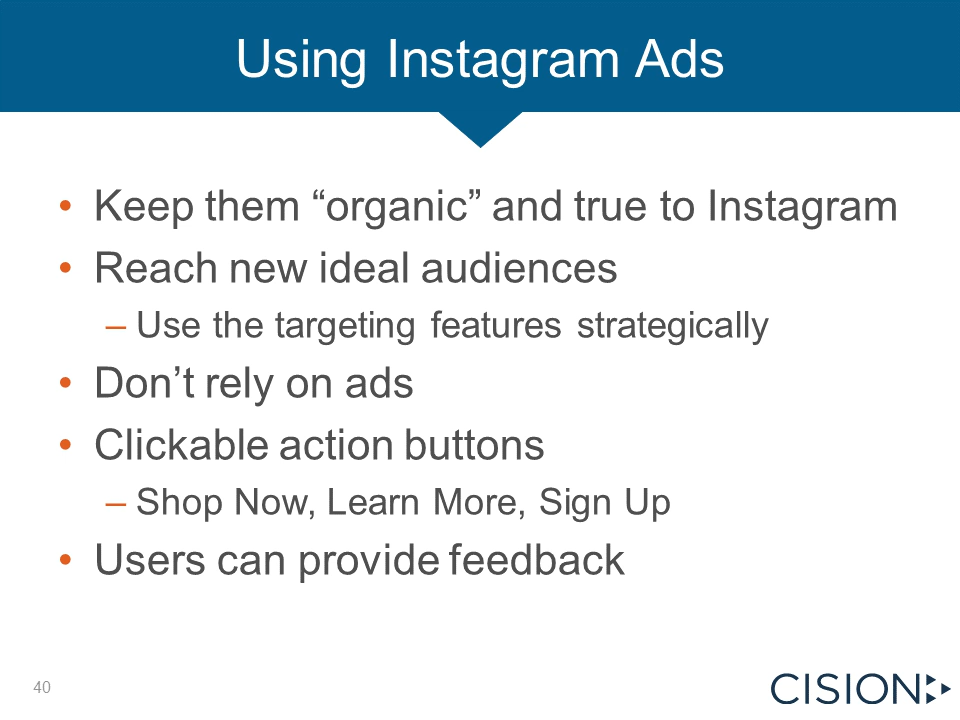 Using Instagram Ads
• Keep them “organic” and true to Instagram
• Reach new ideal audiences
– Use the targeting features strategically
• Don’t rely on ads
• Clickable action buttons
– Shop Now, Learn More, Sign Up
• Users can provide feedback
40
CISION